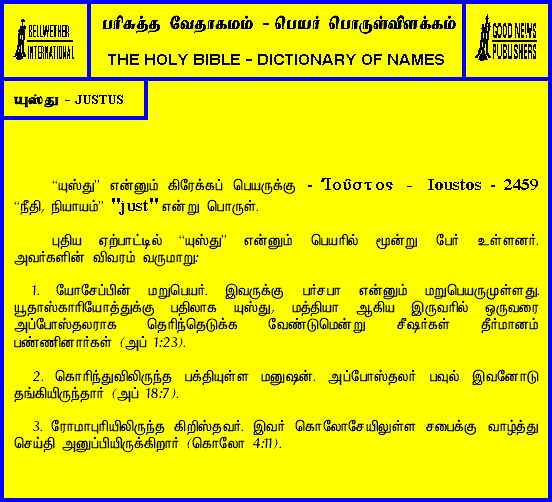 BELLWETHER
INTERNATIONAL
பரிசுத்த வேதாகமம் - பெயர் பொருள்விளக்கம்
THE HOLY BIBLE - DICTIONARY OF NAMES
GOOD NEWS
PUBLISHERS
யுஸ்து - JUSTUS
“யுஸ்து” என்னும் கிரேக்கப் பெயருக்கு - Ἰοῦστος - Ioustos - 2459
“நீதி, நியாயம்” "just" என்று பொருள்.
புதிய ஏற்பாட்டில் “யுஸ்து” என்னும் பெயரில் மூன்று பேர் உள்ளனர்.
அவர்களின் விவரம் வருமாறு:
1. யோசேப்பின் மறுபெயர். இவருக்கு பர்சபா என்னும் மறுபெயருமுள்ளது.
யூதாஸ்காரியோத்துக்கு பதிலாக யுஸ்து, மத்தியா ஆகிய இருவரில் ஒருவரை
அப்போஸ்தலராக தெரிந்தெடுக்க வேண்டுமென்று சீஷர்கள் தீர்மானம்
பண்ணினார்கள் (அப் 1:23).
2. கொரிந்துவிலிருந்த பக்தியுள்ள மனுஷன். அப்போஸ்தலர் பவுல் இவனோடு
தங்கியிருந்தார் (அப் 18:7).
3. ரோமாபுரியிலிருந்த கிறிஸ்தவர். இவர் கொலோசேயிலுள்ள சபைக்கு வாழ்த்து
செய்தி அனுப்பியிருக்கிறார் (கொலோ 4:11).